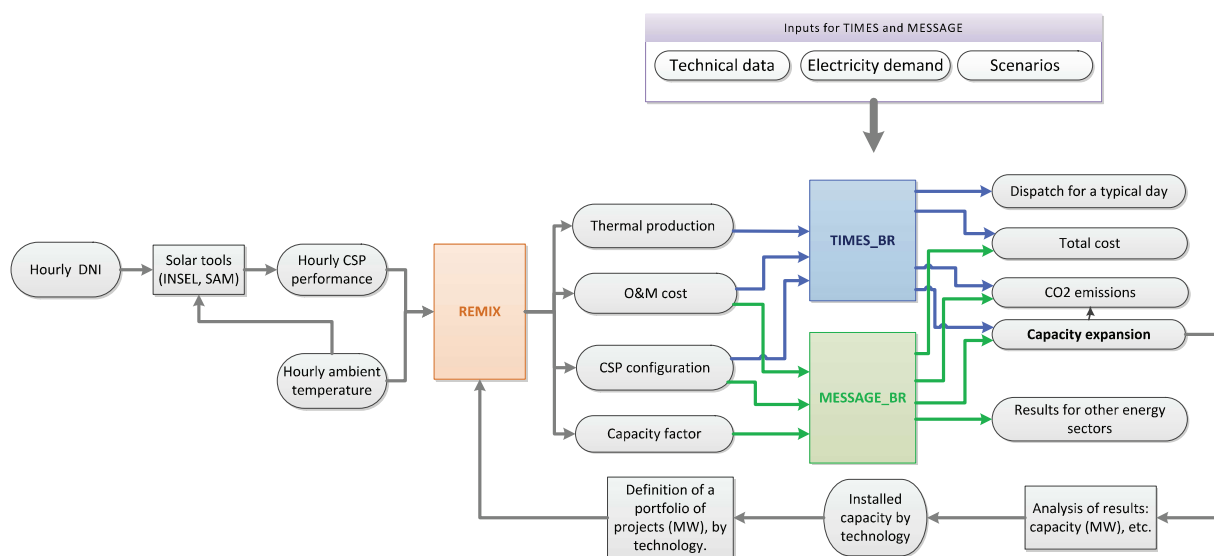 Inputs for TIMES and MESSAGE
Technical data
Electricity demand
Scenarios
Hourly DNI
Solar tools
(INSEL, SAM)
Hourly CSP
performance
Hourly ambient
temperature
REMIX
Thermal production
O&M cost
CSP configuration
Capacity factor
TIMES_BR
MESSAGE_BR
Dispatch for a typical day
Total cost
CO2 emissions
Capacity expansion
Results for other energy
sectors
Definition of a
portfolio of
projects (MW), by
technology.
Installed
capacity by
technology
Analysis of results:
capacity (MW), etc.